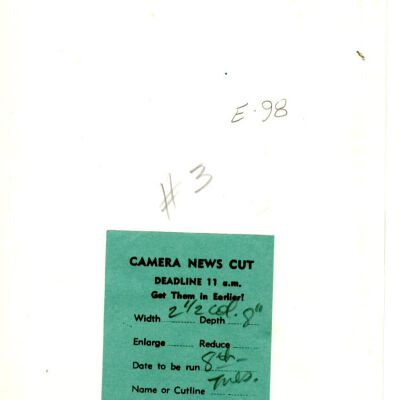 E-98
# 3
CAMERA NEWS CUT
DEADLINE 11 a.m.
Get Them in Earlier!
Width 2 1/2 col. Depth 8"
Enlarge Reduce
Date to be run 8th-
Tues.
Name or Cutline